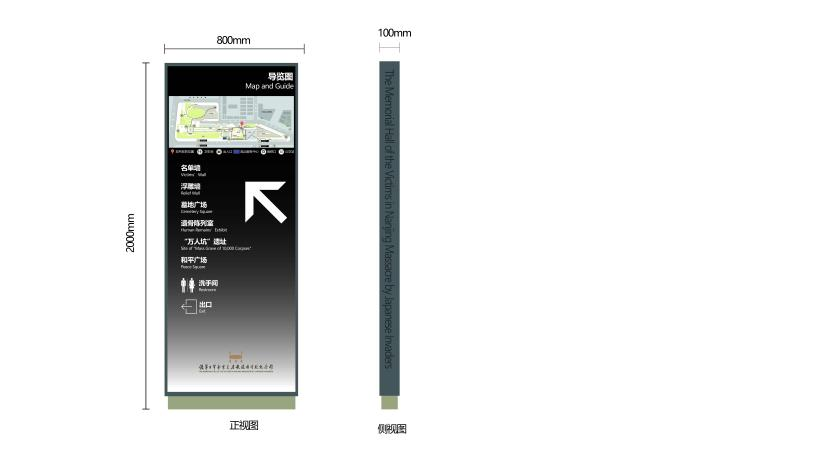 800mm
100mm
2000mm
导览图
Map and Guide
名单墙
Victims' Wall
浮雕墙
Relief Wall
墓地广场
Cemetery Square
遗骨陈列室
Human Remains' Exhibit
“万人坑”遗址
Site of "Mass Grave of 10,000 Corpses"
和平广场
Peace Square
洗手间
Restroom
出口
Exit
The Memorial Hall of the Victims in Nanjing Massacre by Japanese Invaders
正视图
侧视图